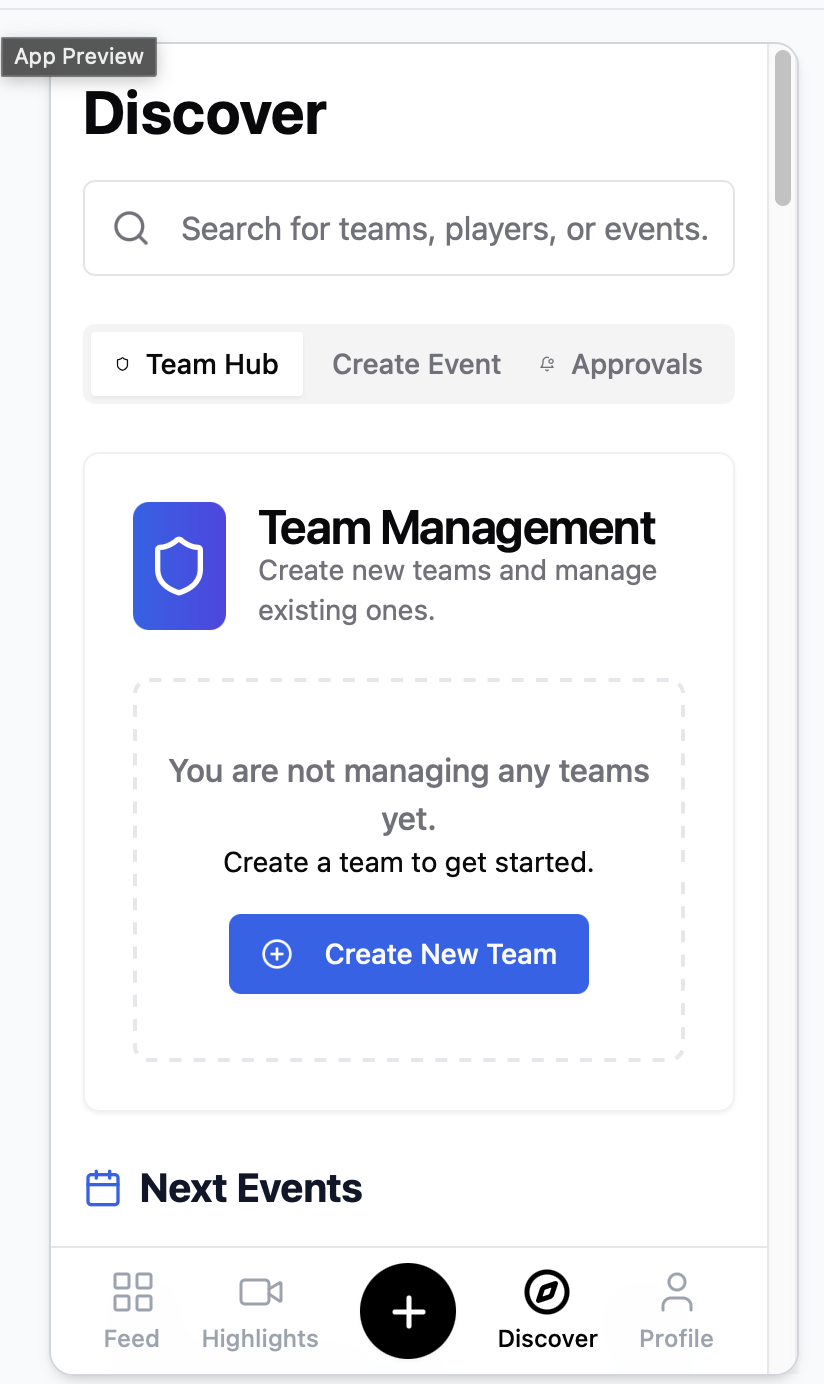 App Preview
Discover
Search for teams, players, or events.
Team Hub Create Event Approvals
Team Management
Create new teams and manage
existing ones.
You are not managing any teams
yet.
Create a team to get started.
Create New Team
Next Events
Feed Highlights Discover Profile